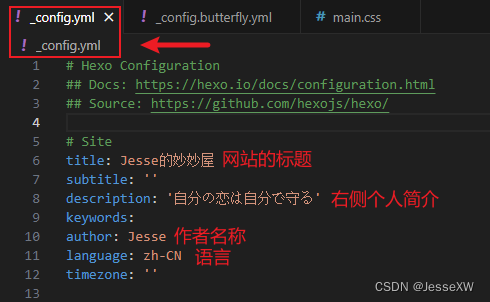 ! _config.yml × ! _config.butterfly.yml # main.css
! _config.yml
1 # Hexo Configuration
2 ## Docs: https://hexo.io/docs/configuration.html
3 ## Source: https://github.com/hexojs/hexo/
4
5 # Site
6 title: Jesse的妙妙屋 网站的标题
7 subtitle: ''
8 description: '自分の恋は自分で守る' 右侧个人简介
9 keywords:
10 author: Jesse 作者名称
11 language: zh-CN 语言
12 timezone: ''
CSDN @JesseXW